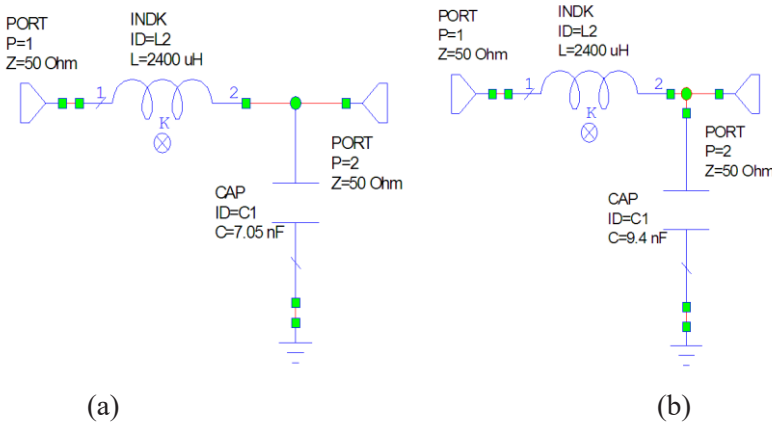 PORT
P=1
Z=50 Ohm
INDK
ID=L2
L=2400 uH
1
2
K
PORT
P=2
Z=50 Ohm
CAP
ID=C1
C=7.05 nF
(a)
PORT
P=1
Z=50 Ohm
INDK
ID=L2
L=2400 uH
1
2
K
PORT
P=2
Z=50 Ohm
CAP
ID=C1
C=9.4 nF
(b)